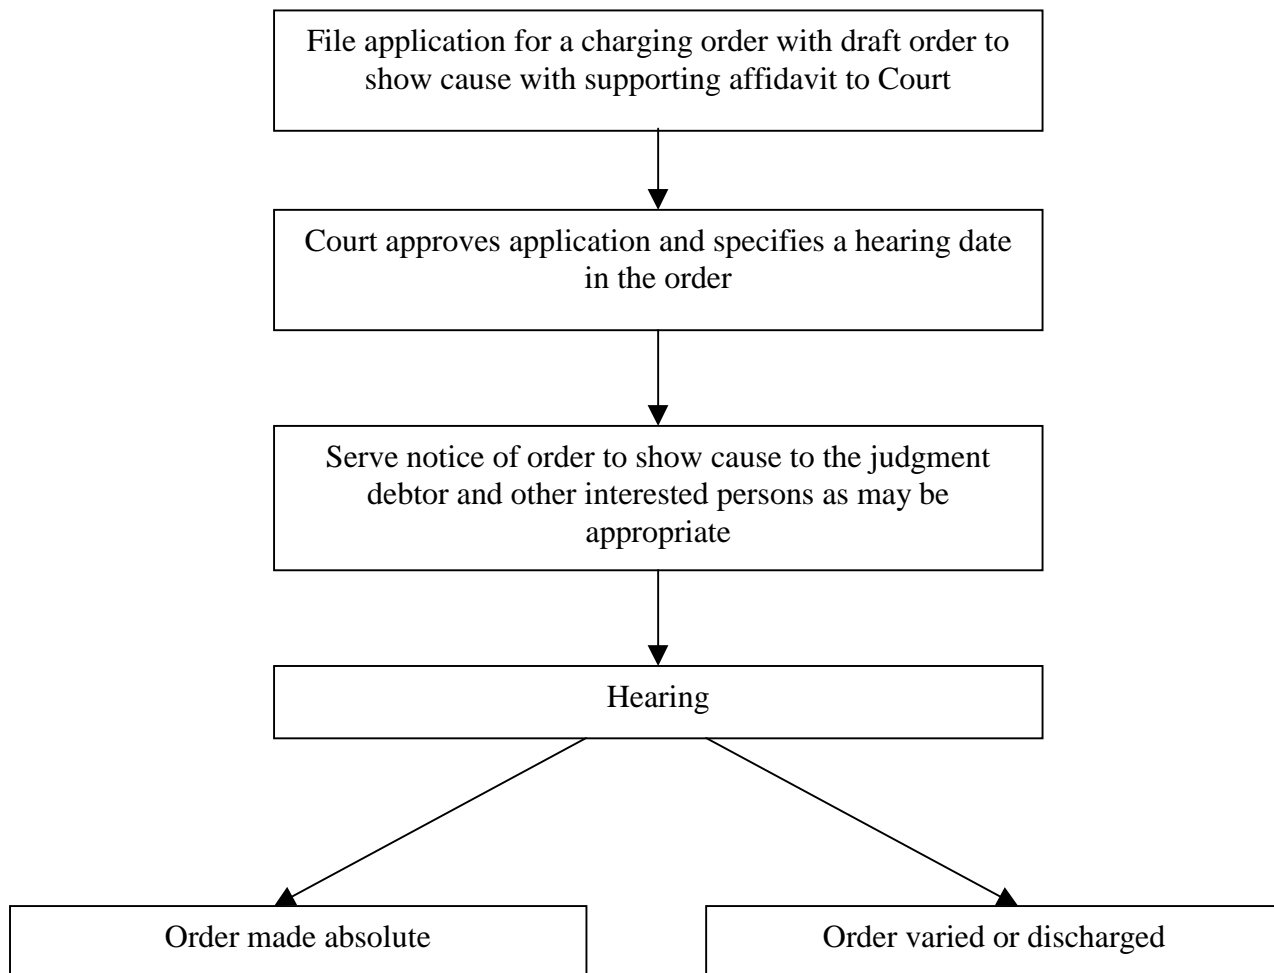 File application for a charging order with draft order to
show cause with supporting affidavit to Court
Court approves application and specifies a hearing date
in the order
Serve notice of order to show cause to the judgment
debtor and other interested persons as may be
appropriate
Hearing
Order made absolute
Order varied or discharged